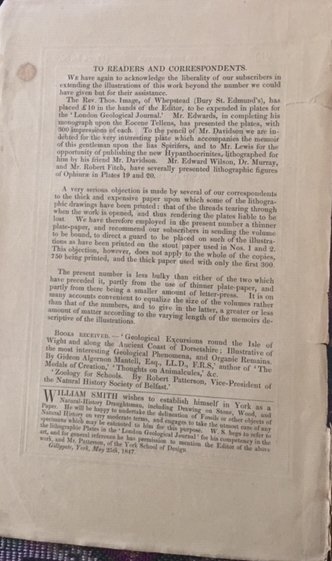 TO READERS AND CORRESPONDENTS.
We have again to acknowledge the liberality of our subscribers in
extending the illustrations of this work beyond the number we could
have given but for their assistance.
The Rev. Thos. Image, of Whepstead (Bury St. Edmund's), has
placed £10 in the hands of the Editor, to be expended in plates for
the 'London Geological Journal.' Mr. Edwards, in completing his
monograph upon the Eocene Tellens, has presented the plates, with
300 impressions of each. To the pencil of Mr. Davidson we are in-
debted for the very interesting plate which accompanies the memoir
of this gentleman upon the lias Spirifers, and to Mr. Lewis for the
opportunity of publishing the new Hypanthocrinites, lithographed for
him by his friend Mr. Davidson. Mr. Edward Wilson, Dr. Murray,
and Mr. Robert Fitch, have severally presented lithographic figures
of Ophiuræ in Plates 19 and 20.
A very serious objection is made by several of our correspondents
to the thick and expensive paper upon which some of the lithogra-
phic drawings have been printed: that of the threads tearing through
when the work is opened, and thus rendering the plates liable to be
lost. We have therefore employed in the present number a thinner
plate-paper, and recommend our subscribers in sending the volume
to be bound, to direct a guard to be placed on such of the illustra-
tions as have been printed on the stout paper used in Nos. 1 and 2.
This objection, however, does not apply to the whole of the copies,
750 being printed, and the thick paper used with only the first 300.
The present number is less bulky than either of the two which
have preceded it, partly from the use of thinner plate-paper, and
partly from there being a smaller amount of letter-press. It is on
many accounts convenient to equalize the size of the volumes rather
than that of the numbers, and to give in the latter, a greater or less
amount of matter according to the varying length of the memoirs de-
scriptive of the illustrations.
BOOKS RECEIVED.—'Geological Excursions round the Isle of
Wight and along the Ancient Coast of Dorsetshire; Illustrative of
the most interesting Geological Phenomena, and Organic Remains.
By Gideon Algernon Mantell, Esq., LL.D., F.R.S,' author of 'The
Medals of Creation,' 'Thoughts on Animalcules,' &c.
'Zoology for Schools. By Robert Patterson, Vice-President of
the Natural History Society of Belfast.'
WILLIAM SMITH wishes to establish himself in York as a
Natural-History Draughtsman, including Drawing on Stone, Wood, and
Paper. He will be happy to undertake the delineation of Fossils or other objects of
Natural History on very moderate terms, and engages to take the utmost care of any
specimens which may be entrusted to him for this purpose. W. S. begs to refer to
the lithographic Plates in the 'London Geological Journal' for his competency in the
art, and for general references he has permission to mention the Editor of the above
work, and Mr. Patterson, of the York School of Design.
Gillygate, York, May 25th, 1847.